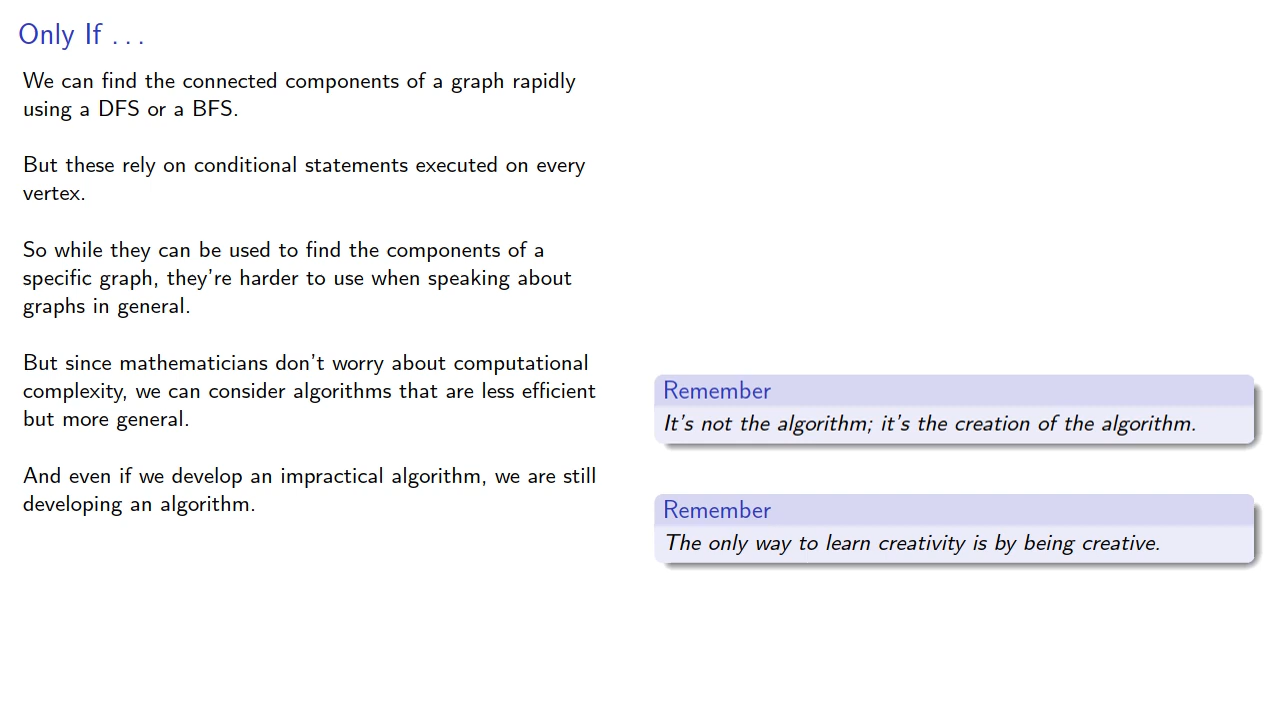 Only If . . .
We can find the connected components of a graph rapidly
using a DFS or a BFS.
But these rely on conditional statements executed on every
vertex.
So while they can be used to find the components of a
specific graph, they're harder to use when speaking about
graphs in general.
But since mathematicians don't worry about computational
complexity, we can consider algorithms that are less efficient
but more general.
And even if we develop an impractical algorithm, we are still
developing an algorithm.
Remember
It's not the algorithm; it's the creation of the algorithm.
Remember
The only way to learn creativity is by being creative.